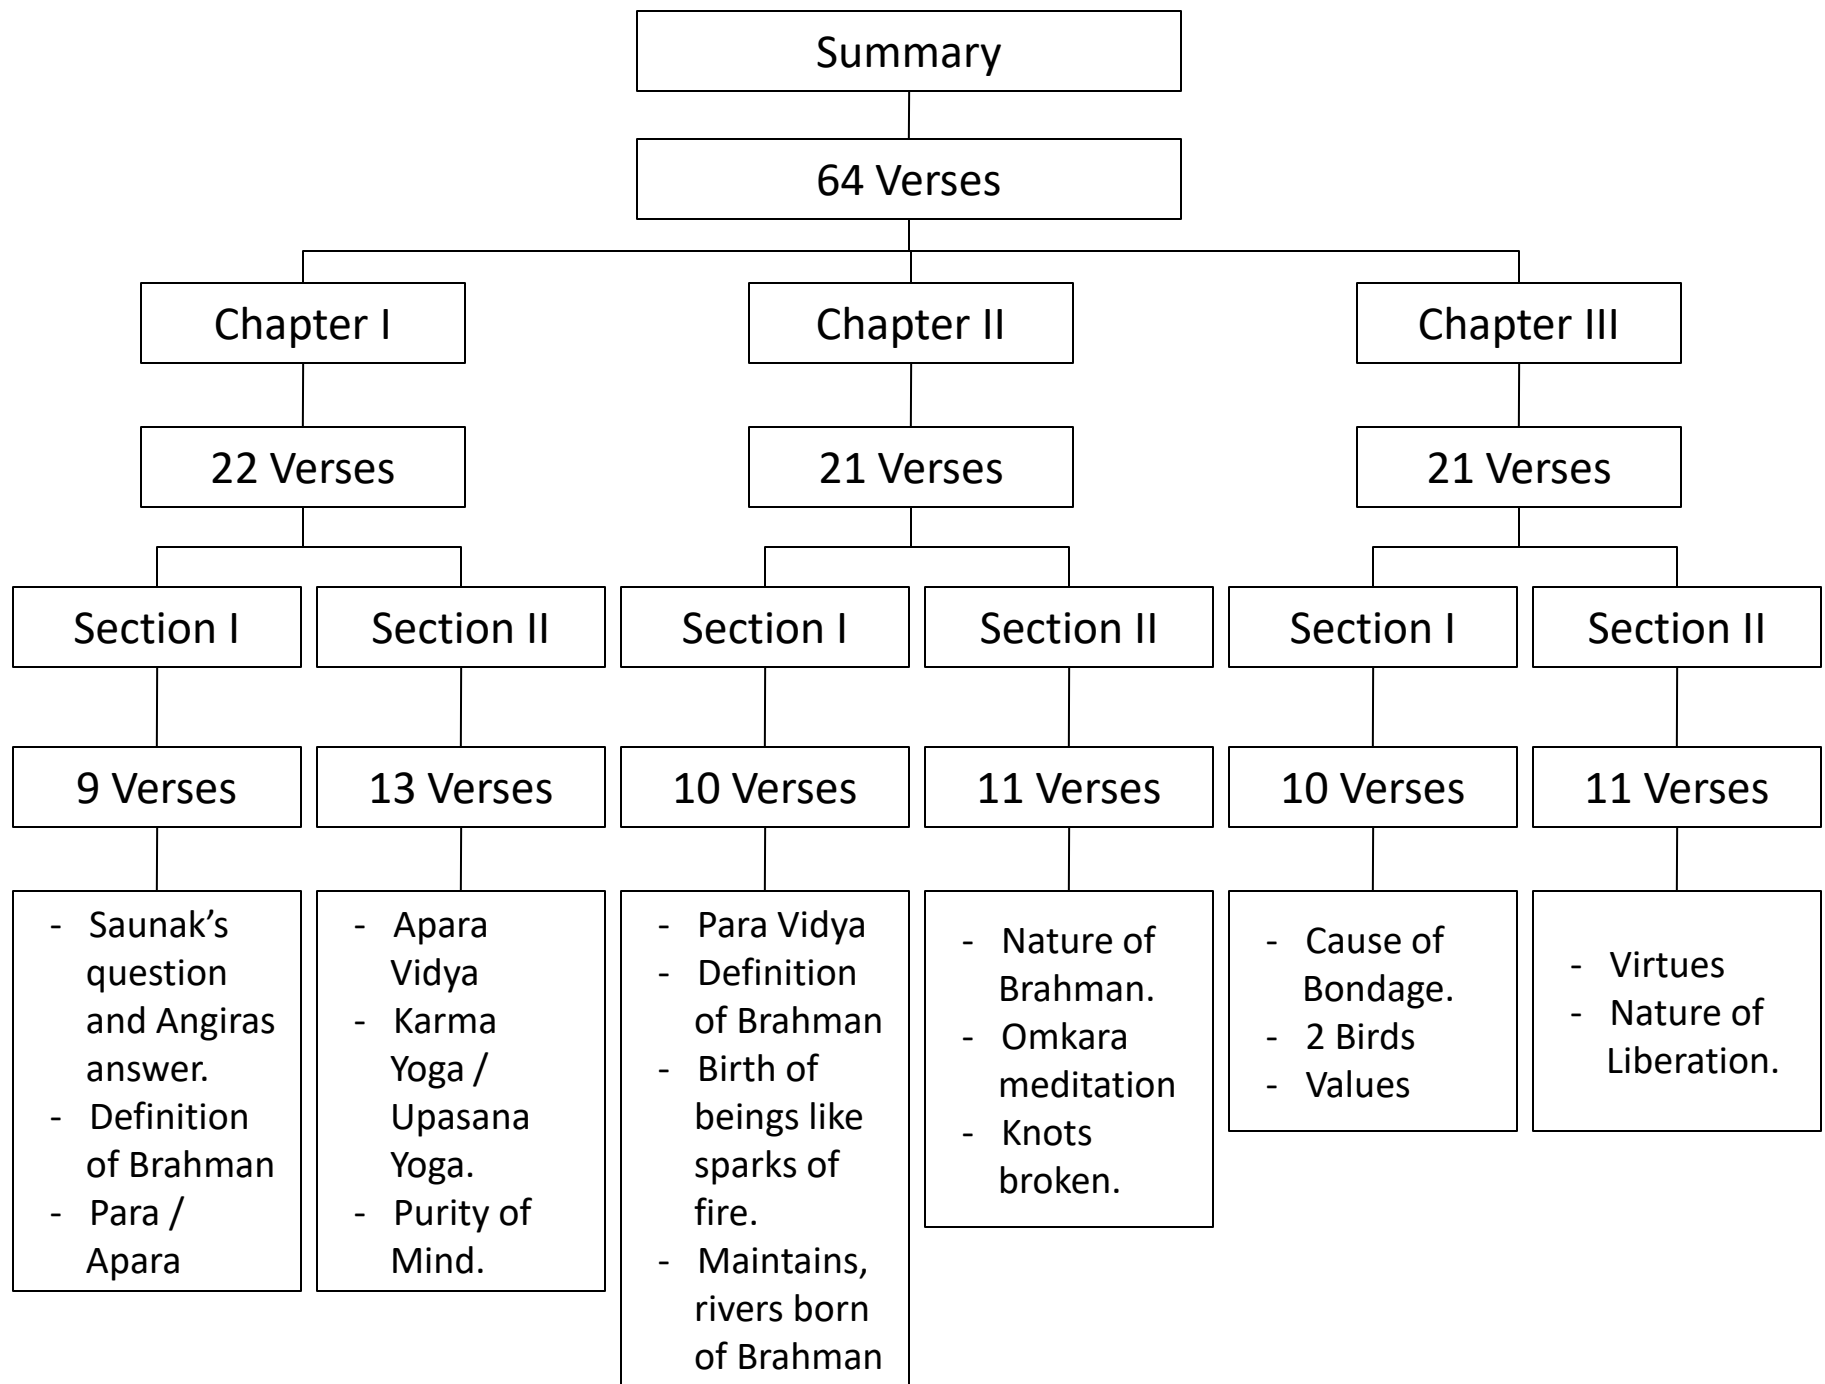 Summary
64 Verses
Chapter I
Chapter II
Chapter III
22 Verses
21 Verses
21 Verses
Section I
Section II
Section I
Section II
Section I
Section II
9 Verses
13 Verses
10 Verses
11 Verses
10 Verses
11 Verses
- Saunak’s
question
and Angiras
answer.
- Definition
of Brahman
- Para /
Apara
- Apara
Vidya
- Karma
Yoga /
Upasana
Yoga.
- Purity of
Mind.
- Para Vidya
- Definition
of Brahman
- Birth of
beings like
sparks of
fire.
- Maintains,
rivers born
of Brahman
- Nature of
Brahman.
- Omkara
meditation
- Knots
broken.
- Cause of
Bondage.
- 2 Birds
- Values
- Virtues
- Nature of
Liberation.